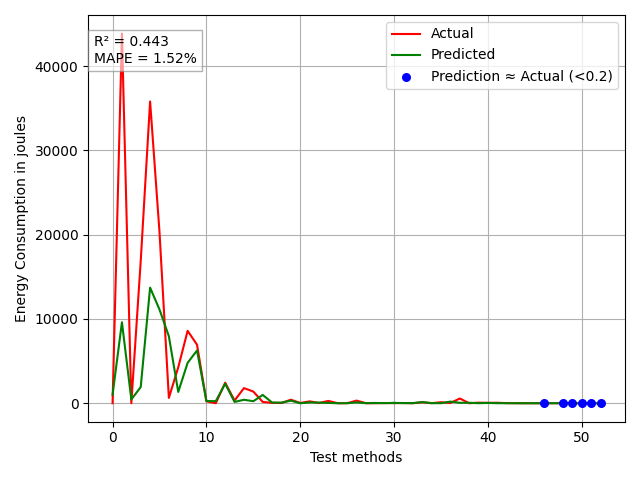 R² = 0.443
MAPE = 1.52%
Actual
Predicted
Prediction ≈ Actual (<0.2)
Energy Consumption in joules
40000
30000
20000
10000
0
0 10 20 30 40 50
Test methods